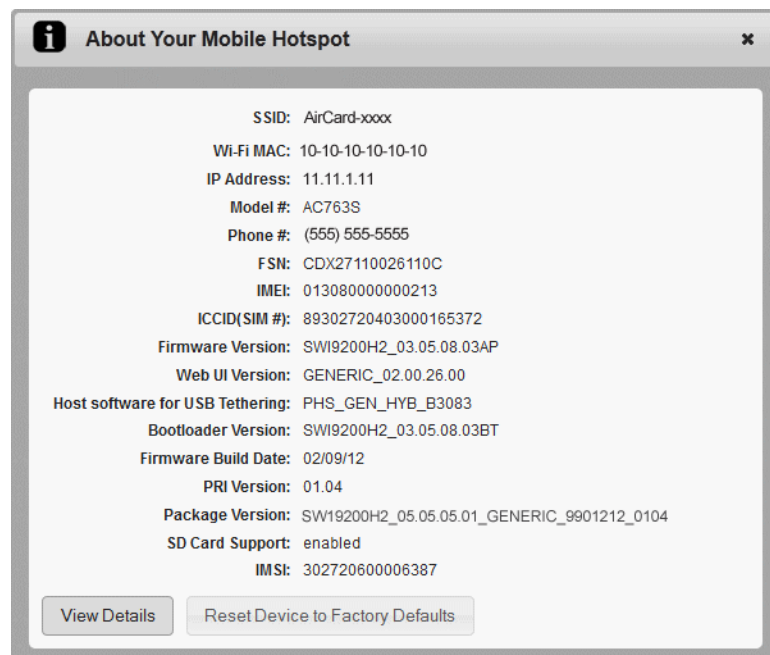 i About Your Mobile Hotspot ×
SSID: AirCard-xxxx
Wi-Fi MAC: 10-10-10-10-10-10
IP Address: 11.11.1.11
Model #: AC763S
Phone #: (555) 555-5555
FSN: CDX27110026110C
IMEI: 013080000000213
ICCID(SIM #): 89302720403000165372
Firmware Version: SWI9200H2_03.05.08.03AP
Web UI Version: GENERIC_02.00.26.00
Host software for USB Tethering: PHS_GEN_HYB_B3083
Bootloader Version: SWI9200H2_03.05.08.03BT
Firmware Build Date: 02/09/12
PRI Version: 01.04
Package Version: SW19200H2_05.05.05.01_GENERIC_9901212_0104
SD Card Support: enabled
IMSI: 302720600006387
View Details Reset Device to Factory Defaults